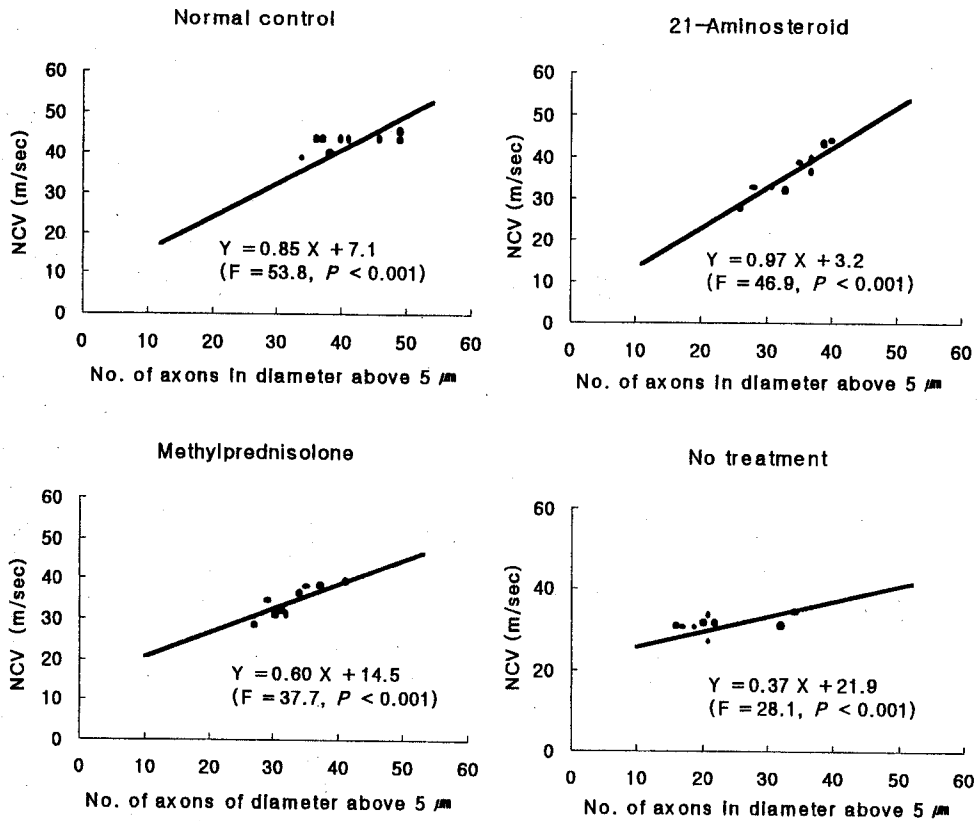 Normal control
60
50
40
30
20
10
0
NCV (m/sec)
Y = 0.85 X + 7.1
(F = 53.8, P < 0.001)
0 10 20 30 40 50 60
No. of axons in diameter above 5 µm
21-Aminosteroid
60
50
40
30
20
10
0
NCV (m/sec)
Y = 0.97 X + 3.2
(F = 46.9, P < 0.001)
0 10 20 30 40 50 60
No. of axons in diameter above 5 µm
Methylprednisolone
60
50
40
30
20
10
0
NCV (m/sec)
Y = 0.60 X + 14.5
(F = 37.7, P < 0.001)
0 10 20 30 40 50 60
No. of axons of diameter above 5 µm
No treatment
60
40
20
0
NCV (m/sec)
Y = 0.37 X + 21.9
(F = 28.1, P < 0.001)
0 10 20 30 40 50 60
No. of axons in diameter above 5 µm